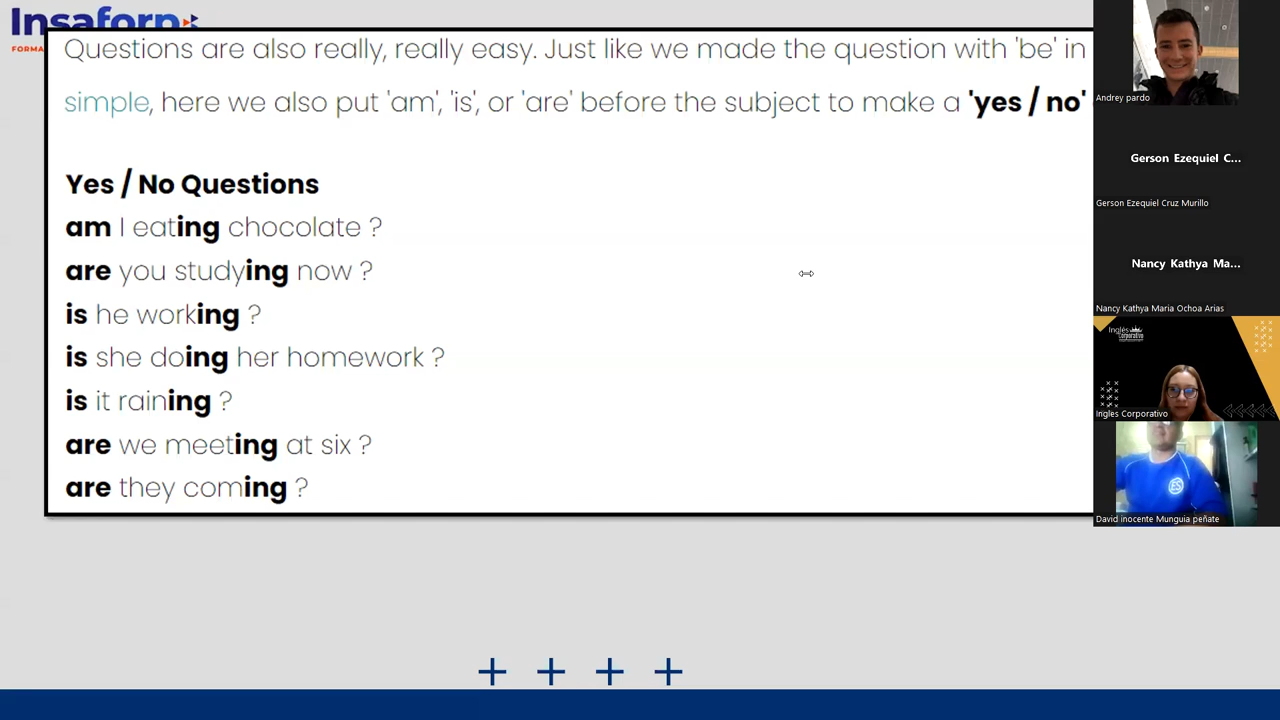 Insaforp
FORMA
Questions are also really, really easy. Just like we made the question with 'be' in
simple, here we also put 'am', 'is', or 'are' before the subject to make a 'yes / no'
Yes / No Questions
am I eating chocolate ?
are you studying now ?
is he working ?
is she doing her homework ?
is it raining ?
are we meeting at six ?
are they coming ?
Andrey pardo
Gerson Ezequiel C...
Gerson Ezequiel Cruz Murillo
Nancy Kathya Ma...
Nancy Kathya Maria Ochoa Arias
Inglés
Corporativo
Ingles Corporativo
ES
David inocente Munguia peñate